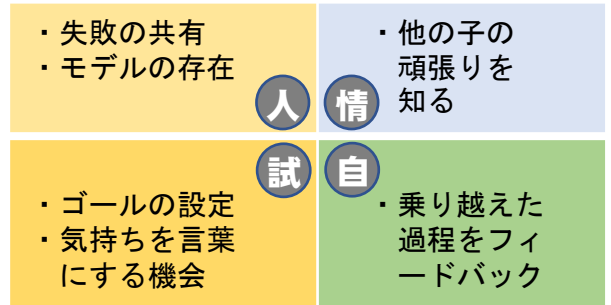 ・失敗の共有
・モデルの存在
人
・他の子の
頑張りを
知る
情
試
・ゴールの設定
・気持ちを言葉
にする機会
自
・乗り越えた
過程をフィ
ードバック